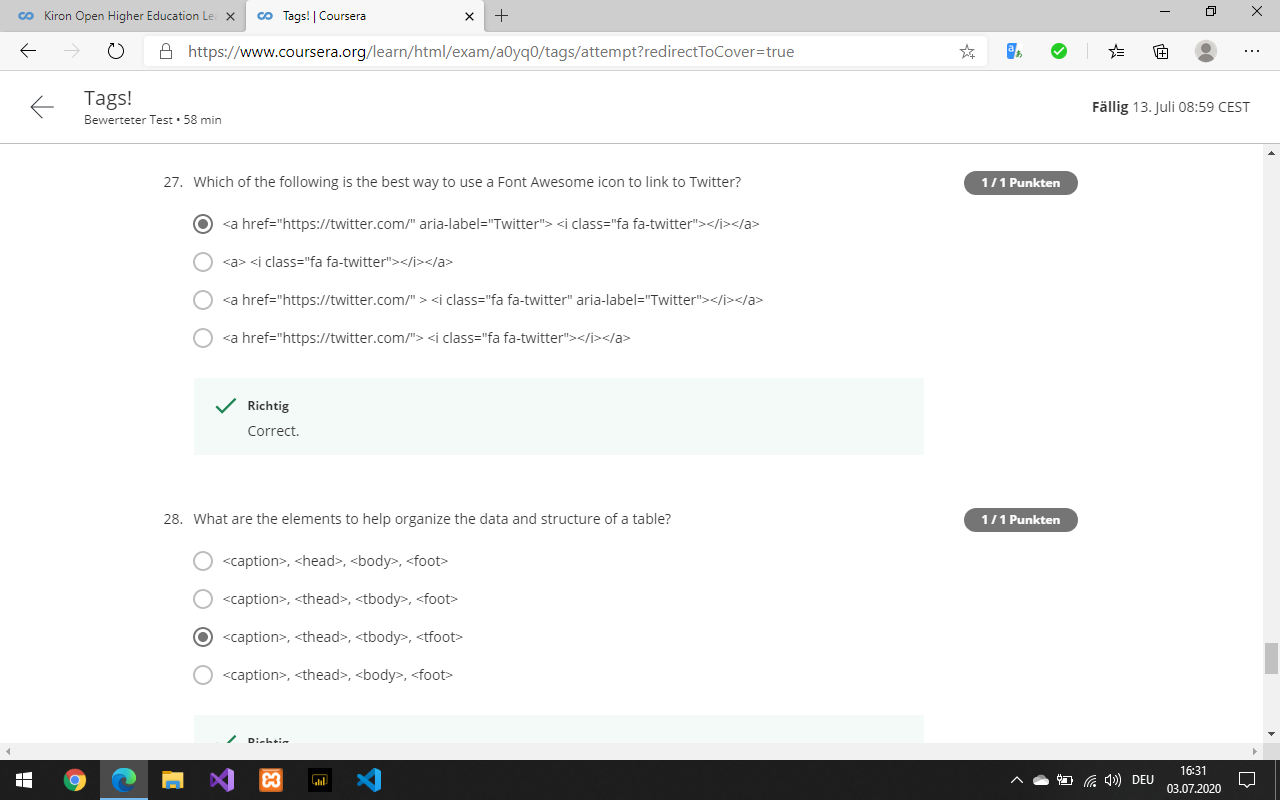 Kiron Open Higher Education Le
Tags! | Coursera
https://www.coursera.org/learn/html/exam/a0yq0/tags/attempt?redirectToCover=true
Tags!
Bewerteter Test • 58 min
Fällig 13. Juli 08:59 CEST
27. Which of the following is the best way to use a Font Awesome icon to link to Twitter?
1 / 1 Punkten
<a href="https://twitter.com/" aria-label="Twitter"> <i class="fa fa-twitter"></i></a>
<a> <i class="fa fa-twitter"></i></a>
<a href="https://twitter.com/" > <i class="fa fa-twitter" aria-label="Twitter"></i></a>
<a href="https://twitter.com/"> <i class="fa fa-twitter"></i></a>
Richtig
Correct.
28. What are the elements to help organize the data and structure of a table?
1 / 1 Punkten
<caption>, <head>, <body>, <foot>
<caption>, <thead>, <tbody>, <foot>
<caption>, <thead>, <tbody>, <tfoot>
<caption>, <thead>, <body>, <foot>
Richtig
DEU
16:31
03.07.2020